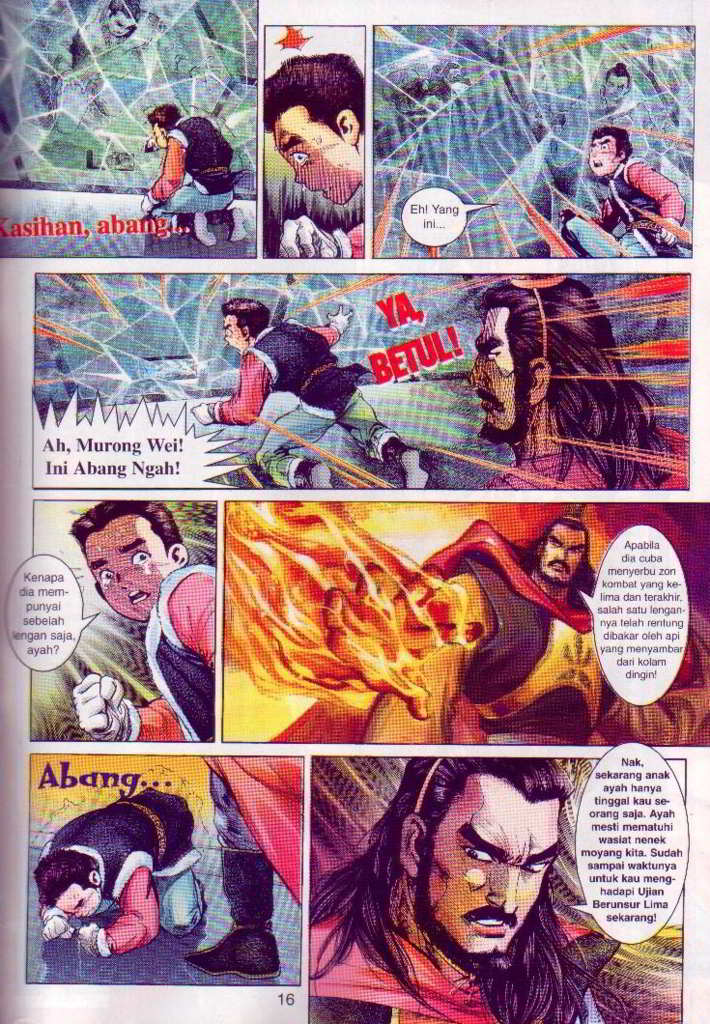 Kasihan, abang...
Eh! Yang
ini...
YA,
BETUL!
Ah, Murong Wei!
Ini Abang Ngah!
Kenapa
dia mem-
punyai
sebelah
lengan saja,
ayah?
Apabila
dia cuba
menyerbu zon
kombat yang ke-
lima dan terakhir,
salah satu lengan-
nya telah rentung
dibakar oleh api
yang menyambar
dari kolam
dingin!
Abang...
Nak,
sekarang anak
ayah hanya
tinggal kau se-
orang saja. Ayah
mesti mematuhi
wasiat nenek
moyang kita. Sudah
sampai waktunya
untuk kau meng-
hadapi Ujian
Berunsur Lima
sekarang!
16